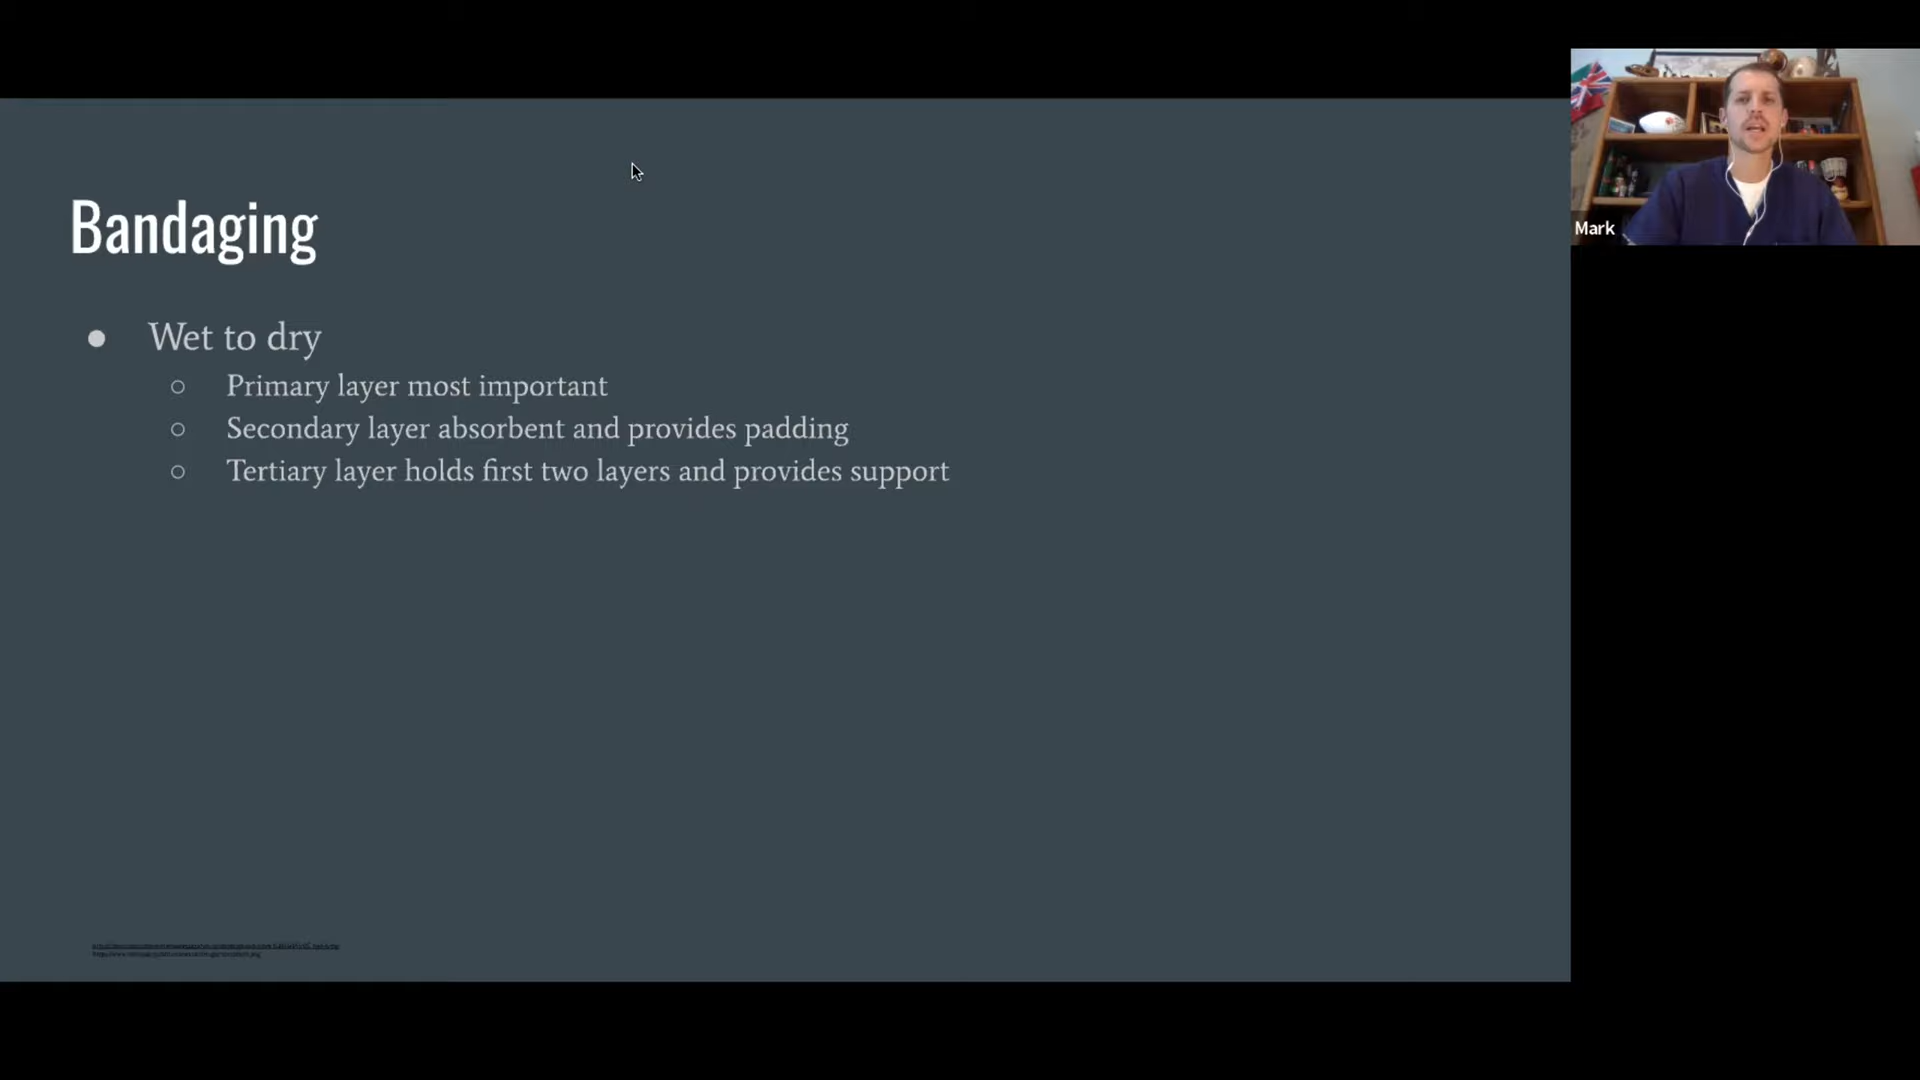 Bandaging
Mark
● Wet to dry
○ Primary layer most important
○ Secondary layer absorbent and provides padding
○ Tertiary layer holds first two layers and provides support